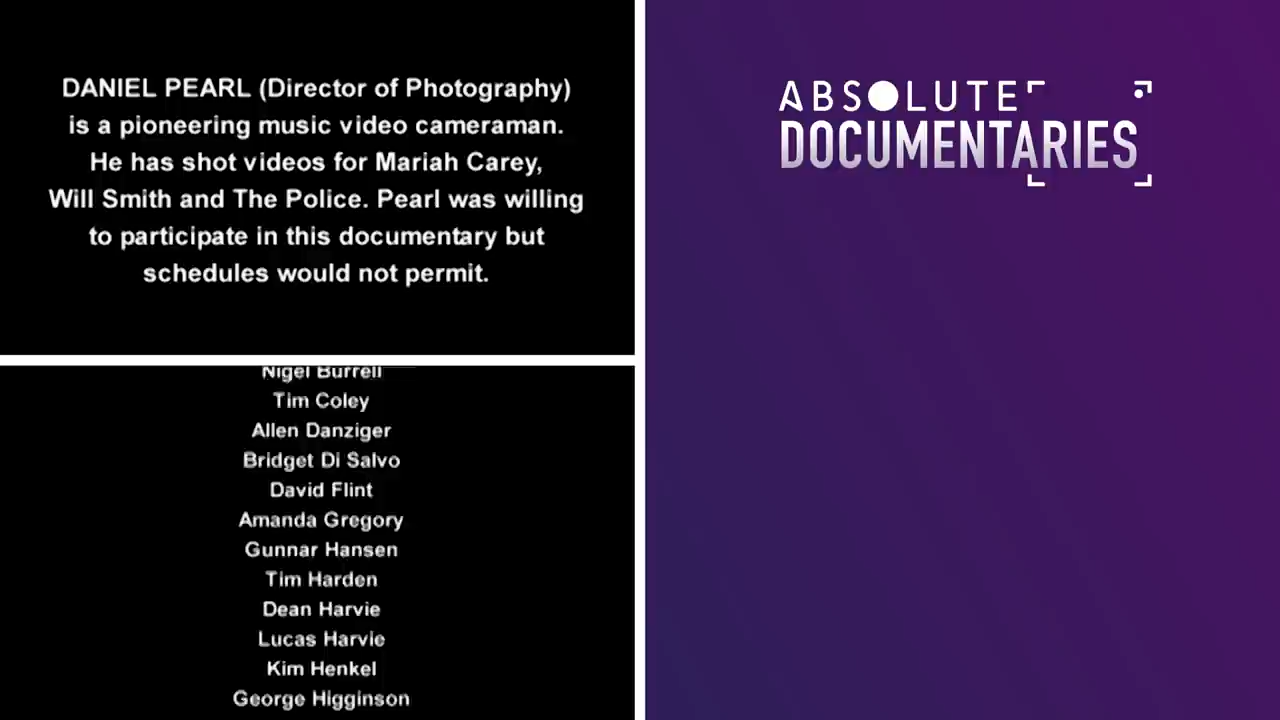 DANIEL PEARL (Director of Photography)
is a pioneering music video cameraman.
He has shot videos for Mariah Carey,
Will Smith and The Police. Pearl was willing
to participate in this documentary but
schedules would not permit.
Nigel Burrell
Tim Coley
Allen Danziger
Bridget Di Salvo
David Flint
Amanda Gregory
Gunnar Hansen
Tim Harden
Dean Harvie
Lucas Harvie
Kim Henkel
George Higginson
ABSOLUTE
DOCUMENTARIES